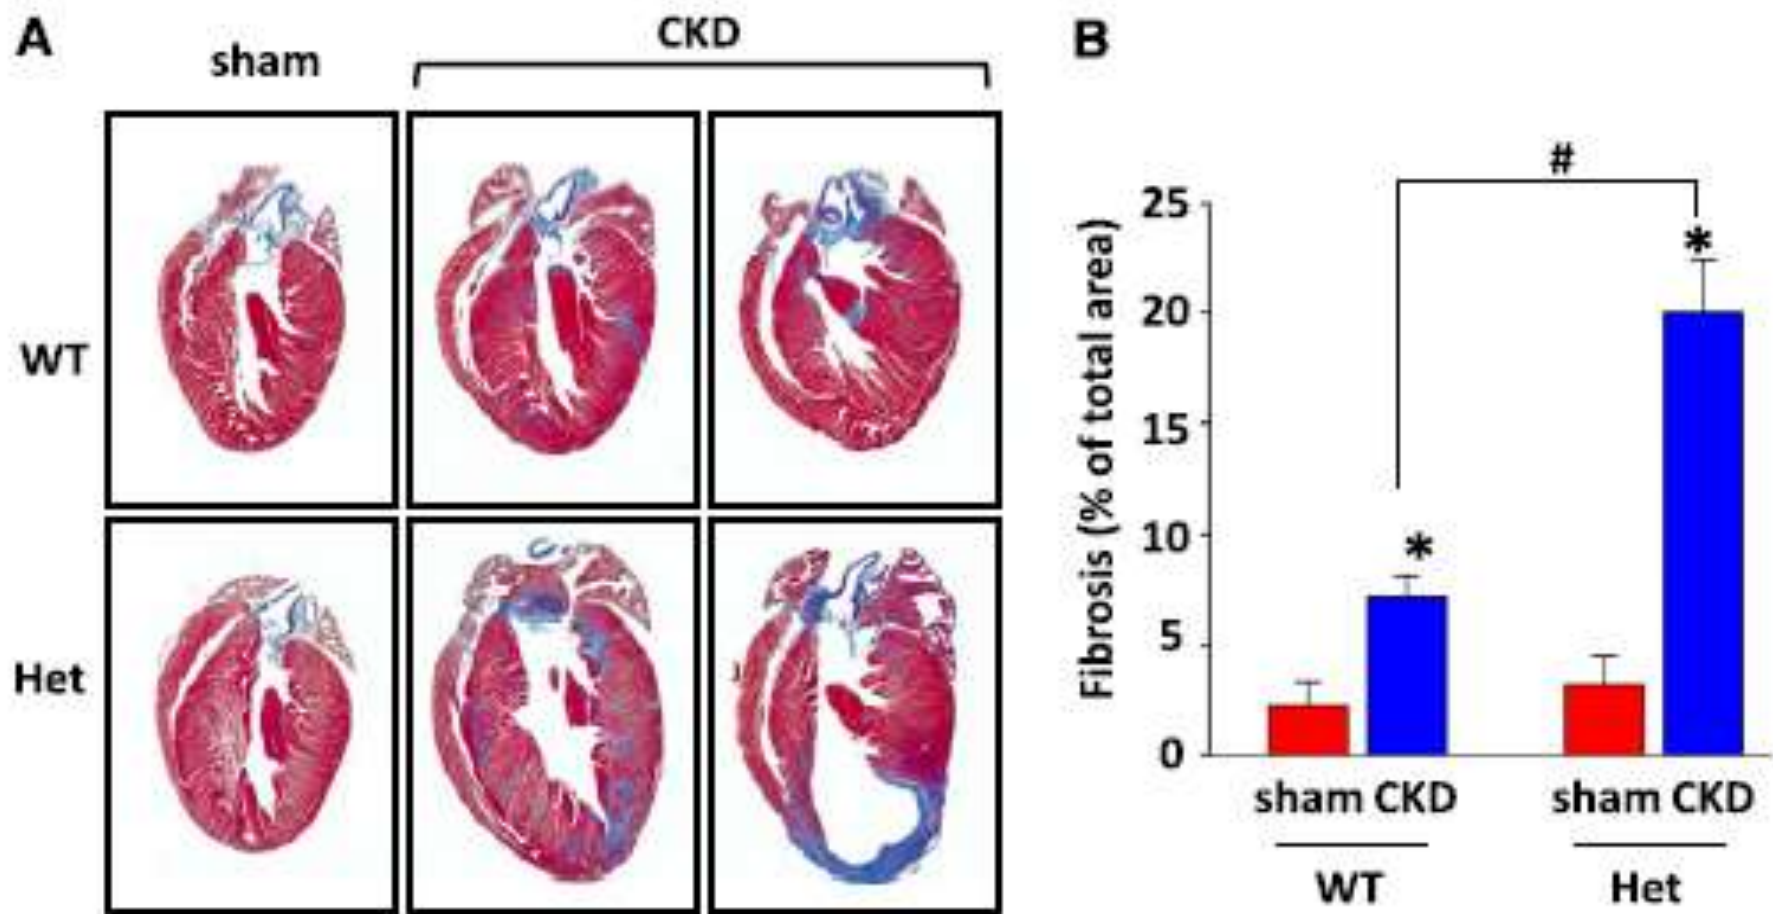 A
sham
CKD
WT
Het
B
#
*
*
Fibrosis (% of total area)
25
20
15
10
5
0
sham CKD sham CKD
WT Het